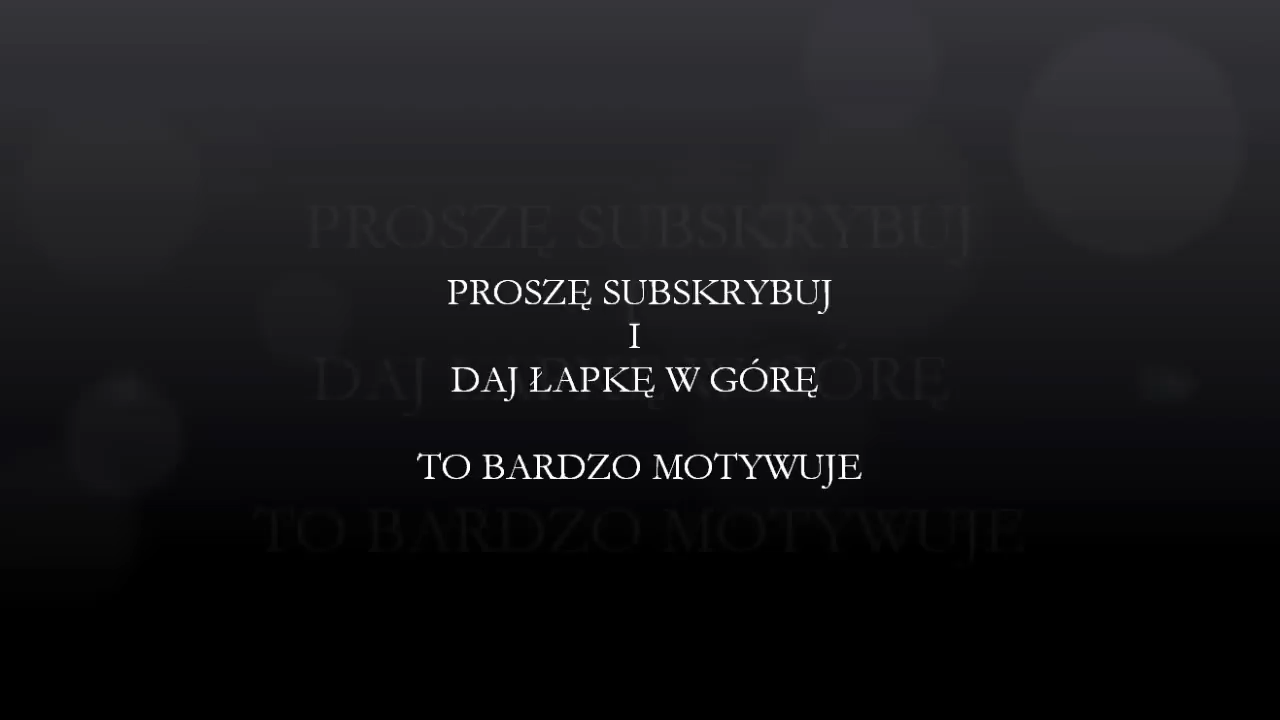 PROSZĘ SUBSKRYBUJ
I
DAJ ŁAPKĘ W GÓRĘ
TO BARDZO MOTYWUJE